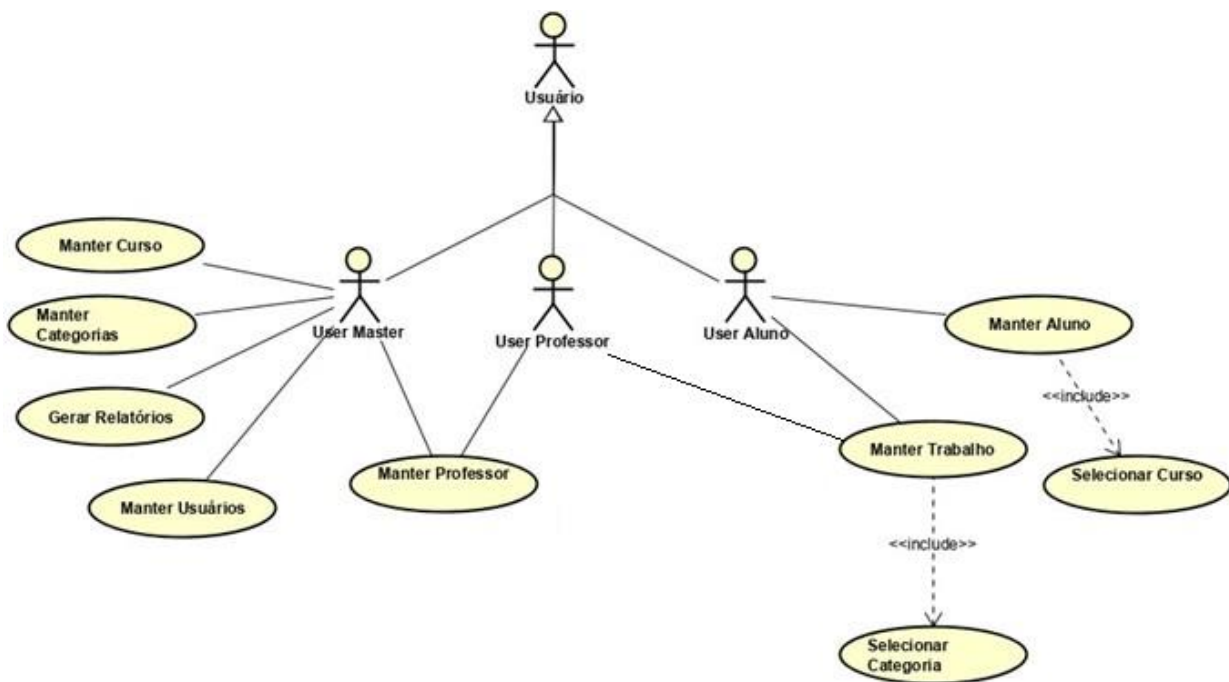 Usuário
Manter Curso
Manter
Categorias
User Master
User Professor
User Aluno
Manter Aluno
<<include>>
Gerar Relatórios
Manter Trabalho
Manter Professor
Selecionar Curso
Manter Usuários
<<include>>
Selecionar
Categoria